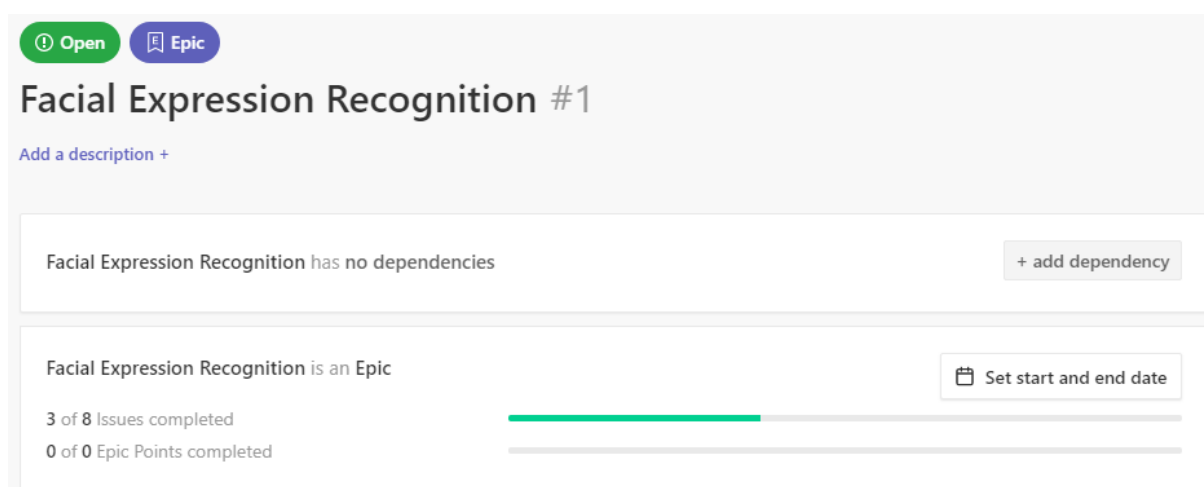 Open Epic
Facial Expression Recognition #1
Add a description +
Facial Expression Recognition has no dependencies
+ add dependency
Facial Expression Recognition is an Epic
Set start and end date
3 of 8 Issues completed
0 of 0 Epic Points completed